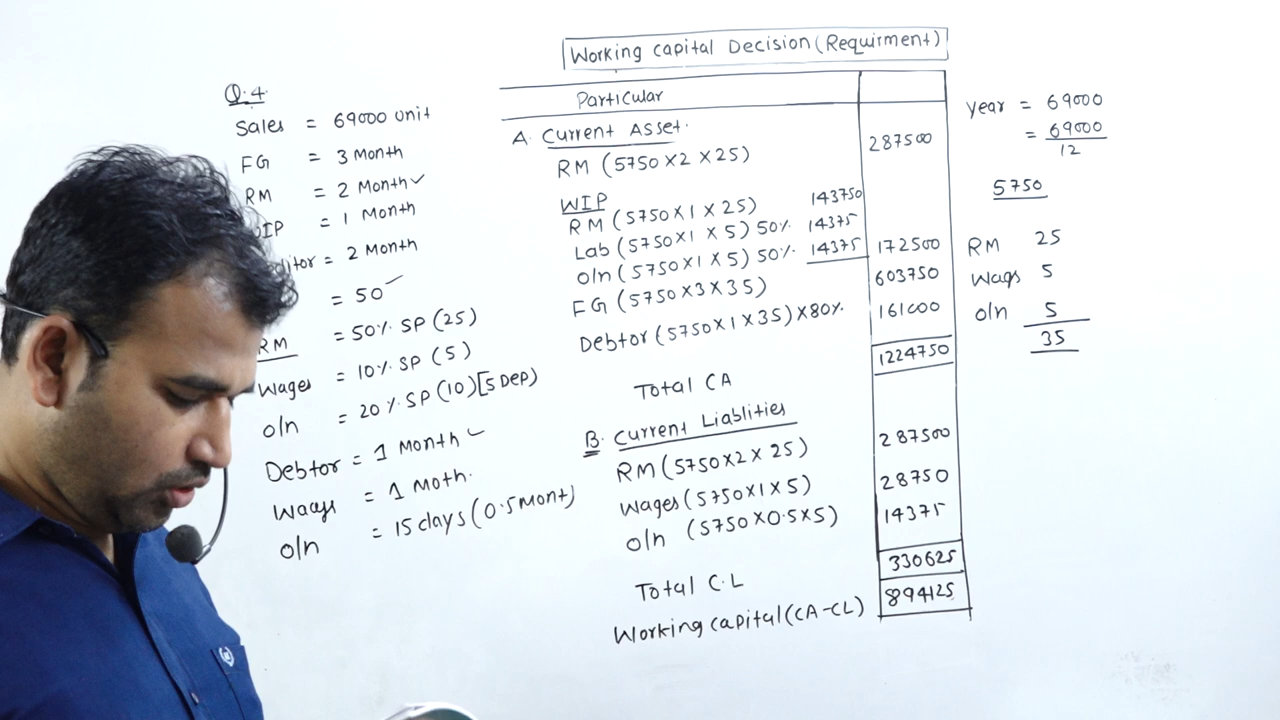 Working Capital Decision (Requirment)
Q.4.
Sales = 69000 unit
FG = 3 Month
RM = 2 Month ✓
IP = 1 Month
ditor = 2 Month
= 50 ✓
RM = 50% SP (25)
Wages = 10% SP (5)
O/n = 20% SP (10) [5 DEP)
Debtor = 1 Month ✓
= 1 Moth.
O/n = 15 days (0.5 Mont)
Particular
A. Current Asset.
RM (5750 X 2 X 25) 287500
WIP
RM (5750 X 1 X 25) 143750
Lab (5750 X 1 X 5) 50% 14375
O/n (5750 X 1 X 5) 50% 14375 172500
FG (5750 X 3 X 35) 603750
Debtor (5750 X 1 X 35) X 80% 161000
Total CA 1224750
B. Current Liablities
RM (5750 X 2 X 25) 287500
Wages (5750 X 1 X 5) 28750
O/n (5750 X 0.5 X 5) 14375
Total C.L 330625
Working capital (CA-CL) 894125
year = 69000
= 69000
12
5750
RM 25
Wags 5
O/n 5
35